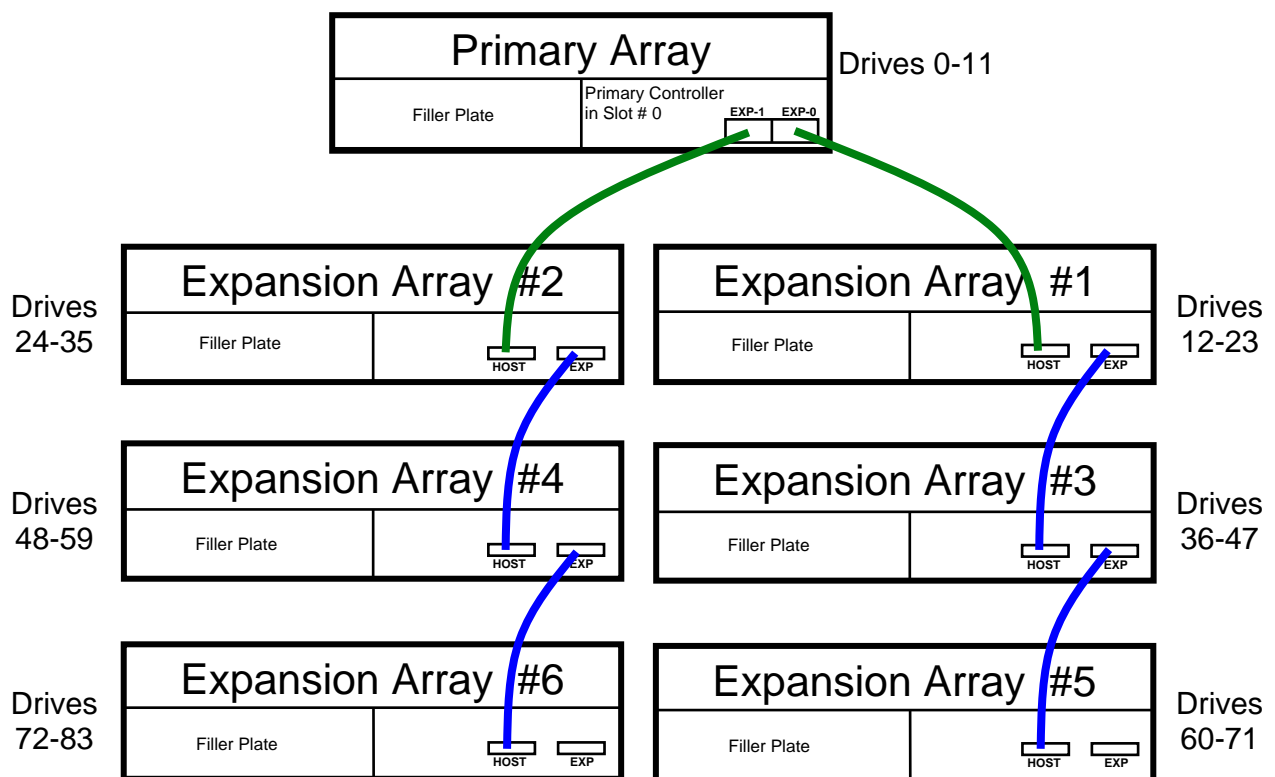 Primary Array
Drives 0-11
Filler Plate
Primary Controller
in Slot # 0
EXP-1 EXP-0
Expansion Array #2
Drives
24-35
Filler Plate
HOST EXP
Expansion Array #1
Drives
12-23
Filler Plate
HOST EXP
Expansion Array #4
Drives
48-59
Filler Plate
HOST EXP
Expansion Array #3
Drives
36-47
Filler Plate
HOST EXP
Expansion Array #6
Drives
72-83
Filler Plate
HOST EXP
Expansion Array #5
Drives
60-71
Filler Plate
HOST EXP